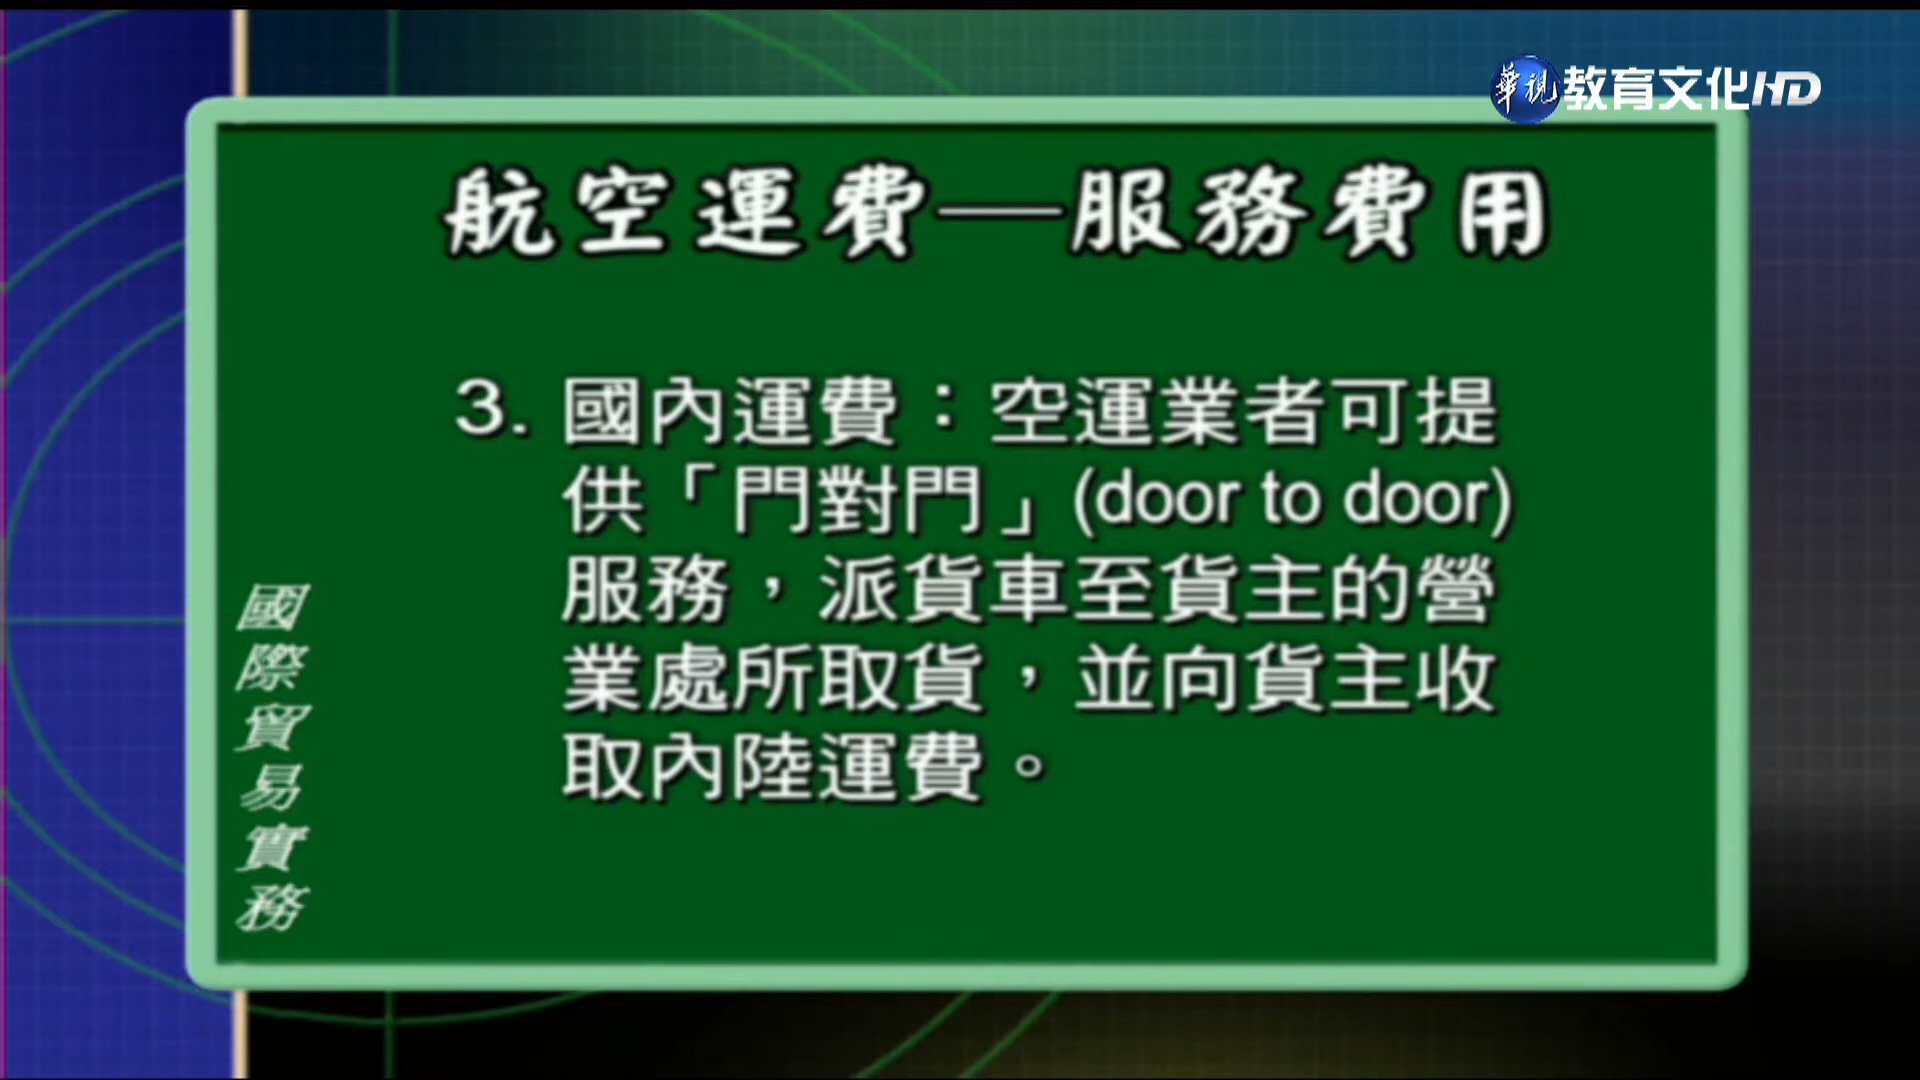 華視教育文化HD
航空運費—服務費用
3. 國內運費：空運業者可提
供「門對門」(door to door)
服務，派貨車至貨主的營
業處所取貨，並向貨主收
取內陸運費。
國際貿易實務